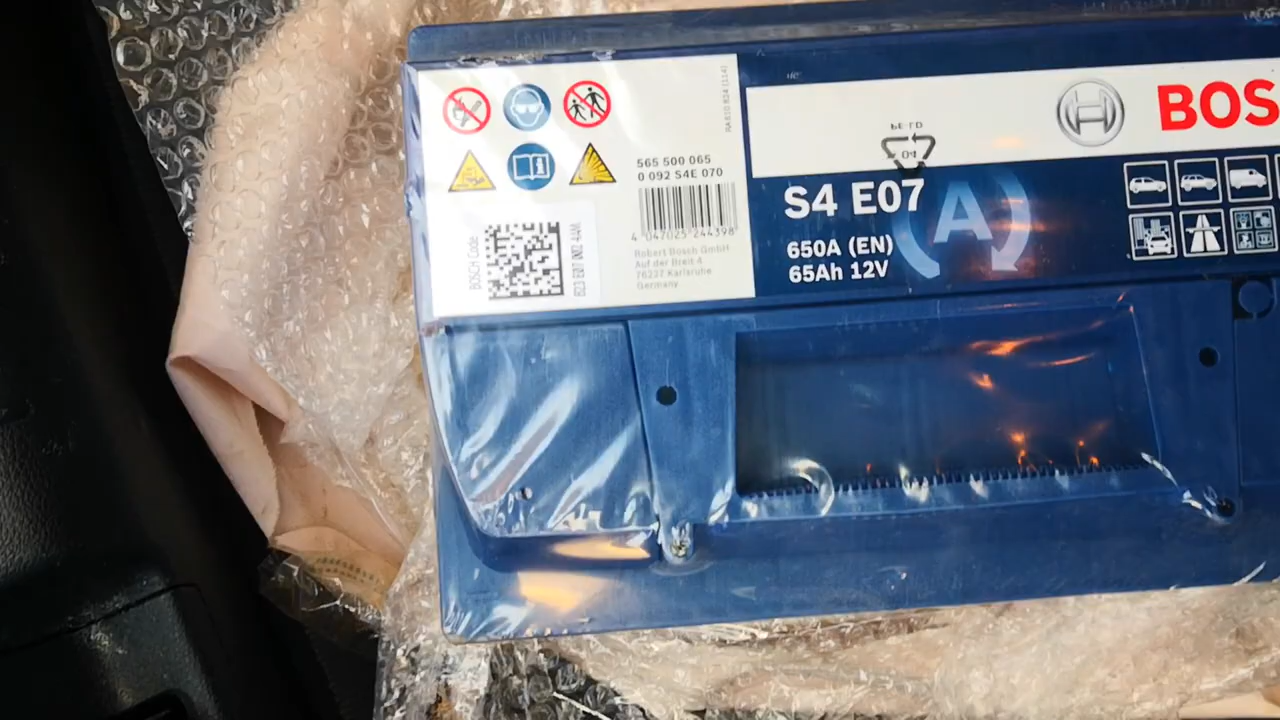 565 500 065
0 092 S4E 070
4 047025 244398
Robert Bosch GmbH
Auf der Breit 4
76227 Karlsruhe
Germany
BOSCH Code
BOS
S4 E07
A
650A (EN)
65Ah 12V